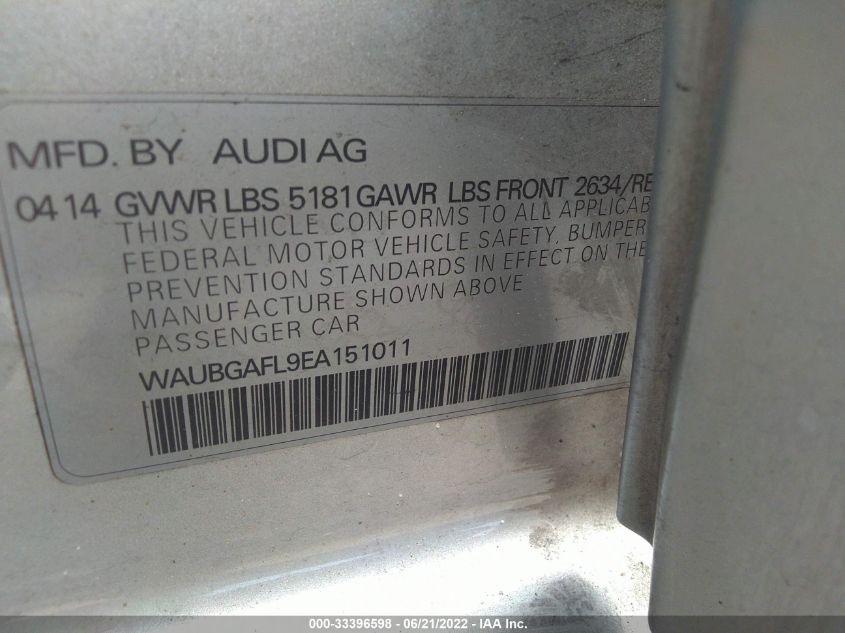 MFD. BY AUDI AG
0414 GVWR LBS 5181 GAWR LBS FRONT 2634/RE
THIS VEHICLE CONFORMS TO ALL APPLICAB
FEDERAL MOTOR VEHICLE SAFETY, BUMPER
PREVENTION STANDARDS IN EFFECT ON THE
MANUFACTURE SHOWN ABOVE
PASSENGER CAR
WAUBGAFL9EA151011
000-33396598 - 06/21/2022 - IAA Inc.